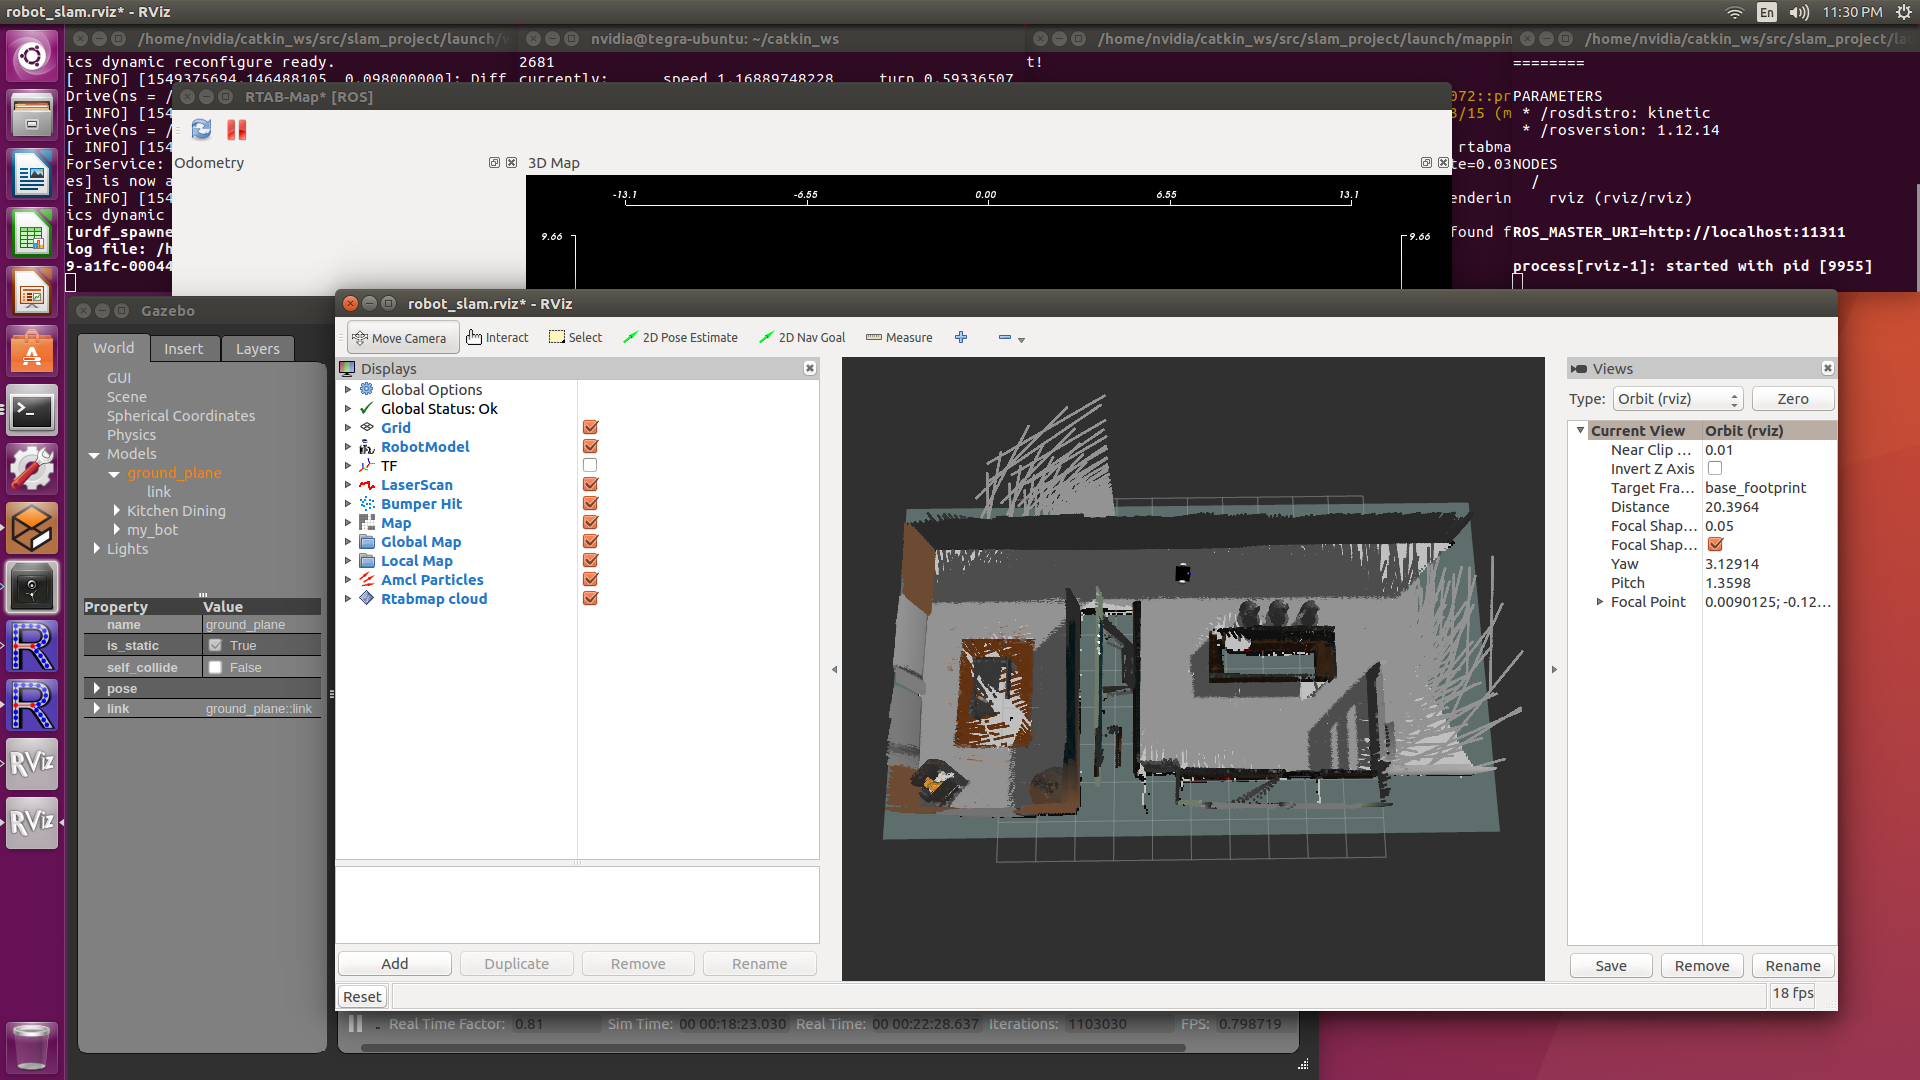 robot_slam.rviz* - RViz
En
11:30 PM
/home/nvidia/catkin_ws/src/slam_project/launch/
nvidia@tegra-ubuntu: ~/catkin_ws
/home/nvidia/catkin_ws/src/slam_project/launch/mappin
/home/nvidia/catkin_ws/src/slam_project/la
ics dynamic reconfigure ready.
[ INFO] [1549375694.146488105, 0.098000000]: Diff
Drive(ns = /
[ INFO] [154
Drive(ns = /
[ INFO] [154
ForService:
es] is now a
[ INFO] [154
ics dynamic
[urdf_spawne
log file: /h
9-a1fc-00044
2681
currently: speed 1.16889748228 turn 0.59336507
t!
072::pr
3/15 (m
rtabma
te=0.03
enderin
found f
========
PARAMETERS
* /rosdistro: kinetic
* /rosversion: 1.12.14
NODES
/
rviz (rviz/rviz)
ROS_MASTER_URI=http://localhost:11311
process[rviz-1]: started with pid [9955]
RTAB-Map* [ROS]
Odometry
3D Map
-13.1
-6.55
0.00
6.55
13.1
9.66
9.66
Gazebo
World
Insert
Layers
GUI
Scene
Spherical Coordinates
Physics
Models
ground_plane
link
Kitchen Dining
my_bot
Lights
Property Value
name ground_plane
is_static True
self_collide False
pose
link ground_plane::link
robot_slam.rviz* - RViz
Move Camera
Interact
Select
2D Pose Estimate
2D Nav Goal
Measure
Displays
Global Options
Global Status: Ok
Grid
RobotModel
TF
LaserScan
Bumper Hit
Map
Global Map
Local Map
Amcl Particles
Rtabmap cloud
Add
Duplicate
Remove
Rename
Reset
Views
Type: Orbit (rviz) Zero
Current View Orbit (rviz)
Near Clip ... 0.01
Invert Z Axis
Target Fra... base_footprint
Distance 20.3964
Focal Shap... 0.05
Focal Shap...
Yaw 3.12914
Pitch 1.3598
Focal Point 0.0090125; -0.12...
Save
Remove
Rename
18 fps
Real Time Factor: 0.81 Sim Time: 00 00:18:23.030 Real Time: 00 00:22:28.637 Iterations: 1103030 FPS: 0.798719
R
R
RViz
RViz